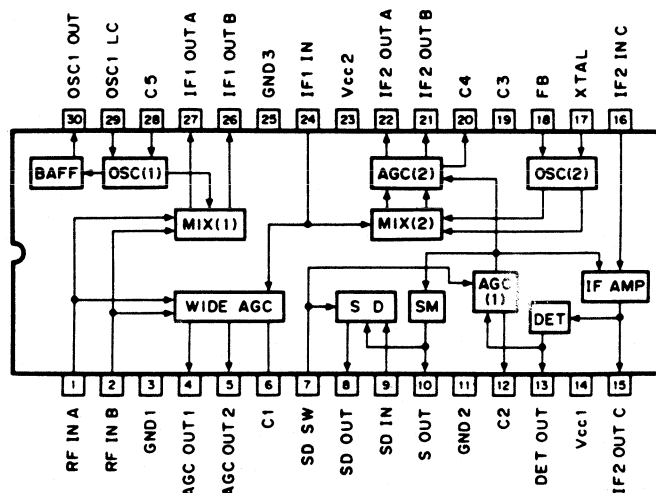 OSC1 OUT
OSC1 LC
C5
IF1 OUT A
IF1 OUT B
GND3
IF1 IN
Vcc2
IF2 OUT A
IF2 OUT B
C4
C3
FB
XTAL
IF2 IN C
30
29
28
27
26
25
24
23
22
21
20
19
18
17
16
BAFF
OSC(1)
AGC(2)
OSC(2)
MIX(1)
MIX(2)
WIDE AGC
S D
SM
AGC
(1)
IF AMP
DET
1
2
3
4
5
6
7
8
9
10
11
12
13
14
15
RF IN A
RF IN B
GND1
AGC OUT1
AGC OUT2
C1
SD SW
SD OUT
SD IN
S OUT
GND2
C2
DET OUT
Vcc1
IF2 OUT C